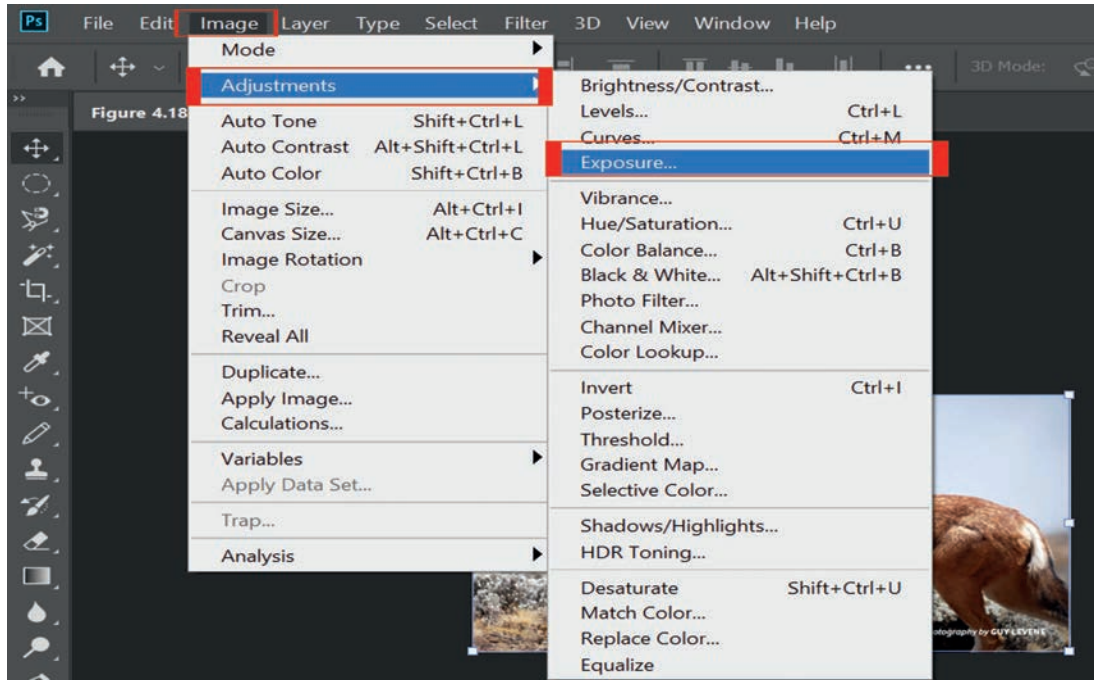 Ps File Edit Image Layer Type Select Filter 3D View Window Help
3D Mode:
Figure 4.18
Mode
Adjustments
Auto Tone Shift+Ctrl+L
Auto Contrast Alt+Shift+Ctrl+L
Auto Color Shift+Ctrl+B
Image Size... Alt+Ctrl+I
Canvas Size... Alt+Ctrl+C
Image Rotation
Crop
Trim...
Reveal All
Duplicate...
Apply Image...
Calculations...
Variables
Apply Data Set...
Trap...
Analysis
Brightness/Contrast...
Levels... Ctrl+L
Curves... Ctrl+M
Exposure...
Vibrance...
Hue/Saturation... Ctrl+U
Color Balance... Ctrl+B
Black & White... Alt+Shift+Ctrl+B
Photo Filter...
Channel Mixer...
Color Lookup...
Invert Ctrl+I
Posterize...
Threshold...
Gradient Map...
Selective Color...
Shadows/Highlights...
HDR Toning...
Desaturate Shift+Ctrl+U
Match Color...
Replace Color...
Equalize
by GUY LEVENE